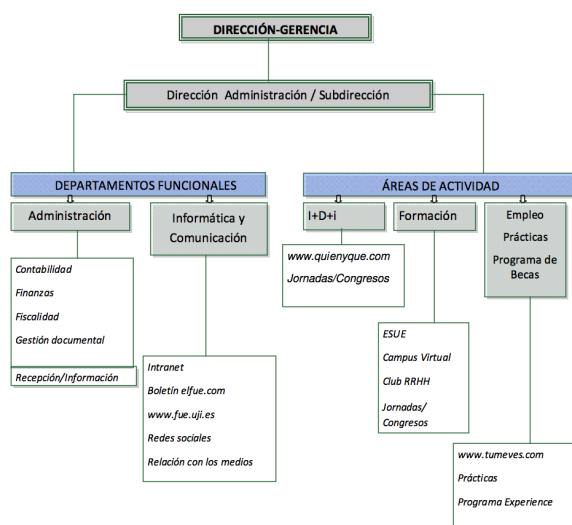 DIRECCIÓN-GERENCIA
Dirección Administración / Subdirección
DEPARTAMENTOS FUNCIONALES
Administración
Contabilidad
Finanzas
Fiscalidad
Gestión documental
Recepción/Información
Informática y
Comunicación
Intranet
Boletín elfue.com
www.fue.uji.es
Redes sociales
Relación con los medios
ÁREAS DE ACTIVIDAD
I+D+i
www.quienyque.com
Jornadas/Congresos
Formación
ESUE
Campus Virtual
Club RRHH
Jornadas/
Congresos
Empleo
Prácticas
Programa de
Becas
www.tumeves.com
Prácticas
Programa Experience